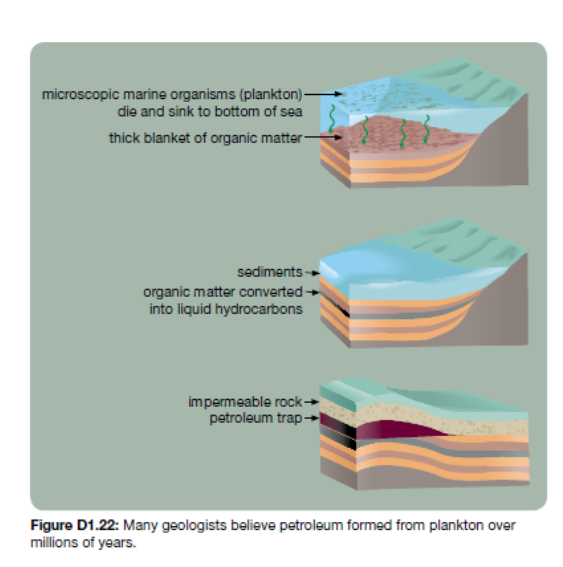 microscopic marine organisms (plankton)
die and sink to bottom of sea
thick blanket of organic matter
sediments
organic matter converted
into liquid hydrocarbons
impermeable rock
petroleum trap
Figure D1.22: Many geologists believe petroleum formed from plankton over
millions of years.